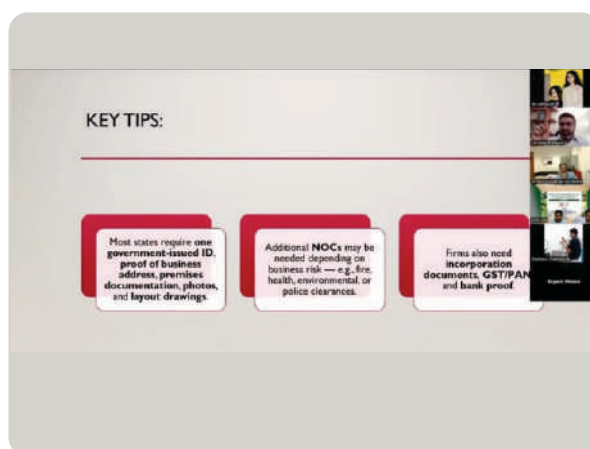 KEY TIPS:
Most states require one
government-issued ID,
proof of business
address, premises
documentation, photos,
and layout drawings.
Additional NOCs may be
needed depending on
business risk — e.g., fire,
health, environmental, or
police clearances.
Firms also need
incorporation
documents, GST/PAN
and bank proof.